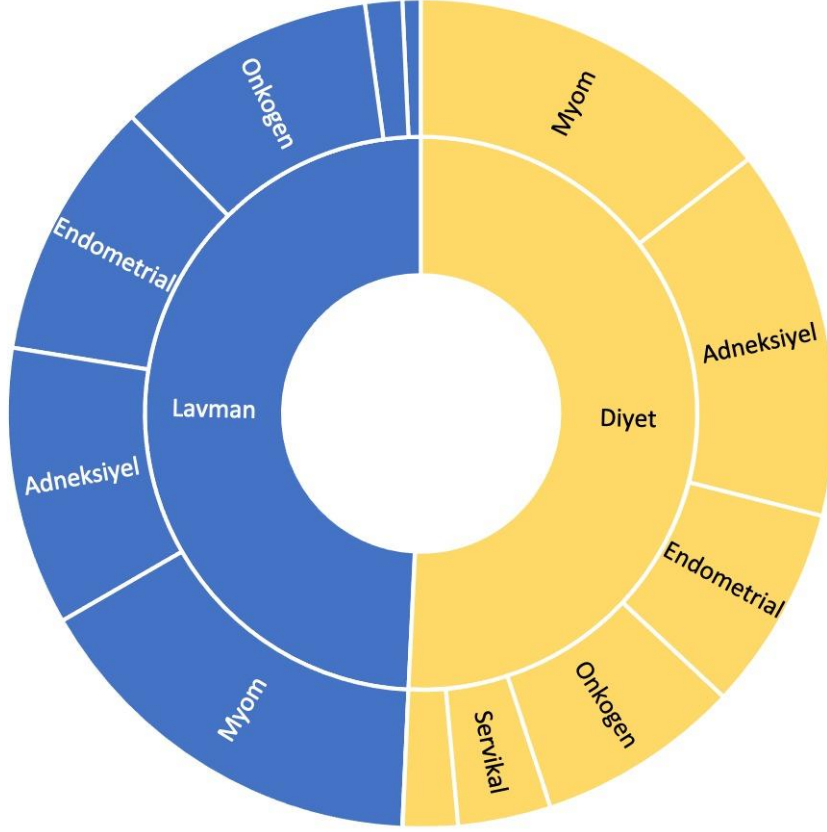 Myom
Adneksiyel
Endometrial
Onkogen
Servikal
Diyet
Lavman
Myom
Adneksiyel
Endometrial
Onkogen